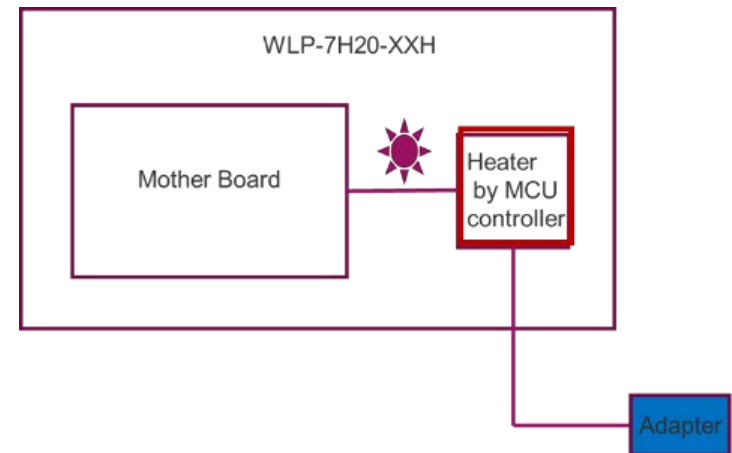 WLP-7H20-XXH
Mother Board
Heater
by MCU
controller
Adapter